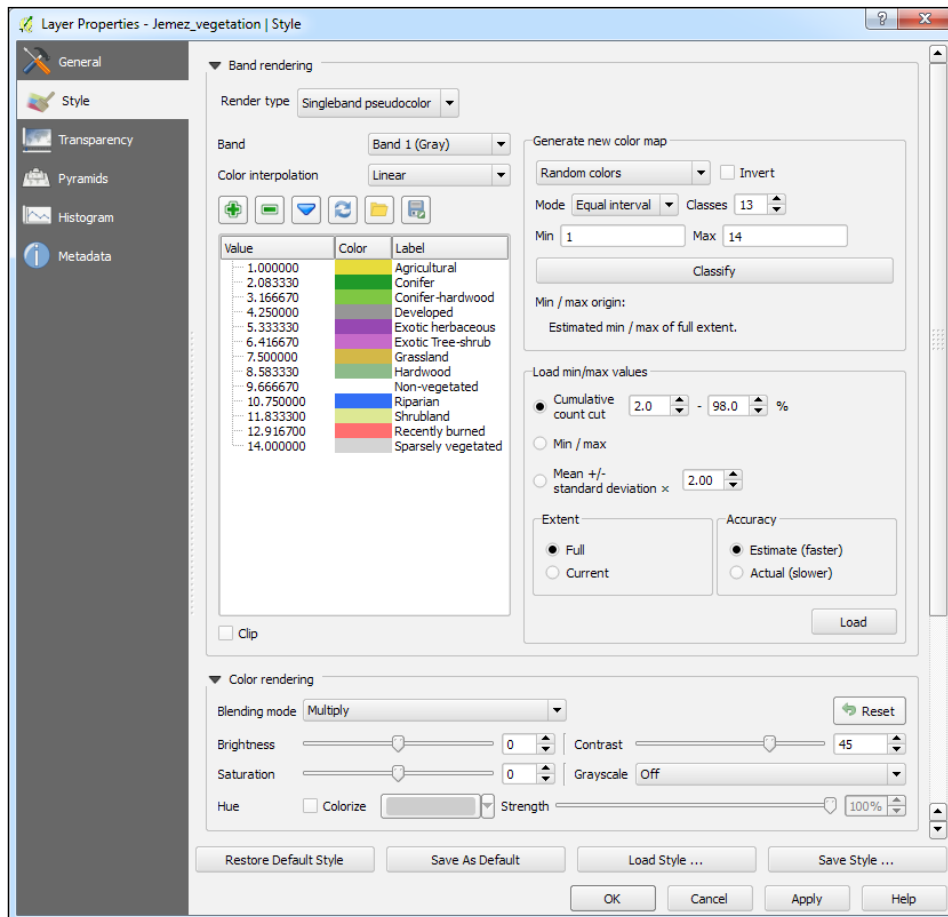 Layer Properties - Jemez_vegetation | Style
General
Style
Transparency
Pyramids
Histogram
Metadata
Band rendering
Render type Singleband pseudocolor
Band Band 1 (Gray)
Color interpolation Linear
Value Color Label
1.000000 Agricultural
2.083330 Conifer
3.166670 Conifer-hardwood
4.250000 Developed
5.333330 Exotic herbaceous
6.416670 Exotic Tree-shrub
7.500000 Grassland
8.583330 Hardwood
9.666670 Non-vegetated
10.750000 Riparian
11.833300 Shrubland
12.916700 Recently burned
14.000000 Sparsely vegetated
Clip
Generate new color map
Random colors Invert
Mode Equal interval Classes 13
Min 1 Max 14
Classify
Min / max origin:
Estimated min / max of full extent.
Load min/max values
Cumulative
count cut 2.0 - 98.0 %
Min / max
Mean +/-
standard deviation × 2.00
Extent
Full
Current
Accuracy
Estimate (faster)
Actual (slower)
Load
Color rendering
Blending mode Multiply Reset
Brightness 0 Contrast 45
Saturation 0 Grayscale Off
Hue Colorize Strength 100%
Restore Default Style Save As Default Load Style ... Save Style ...
OK Cancel Apply Help